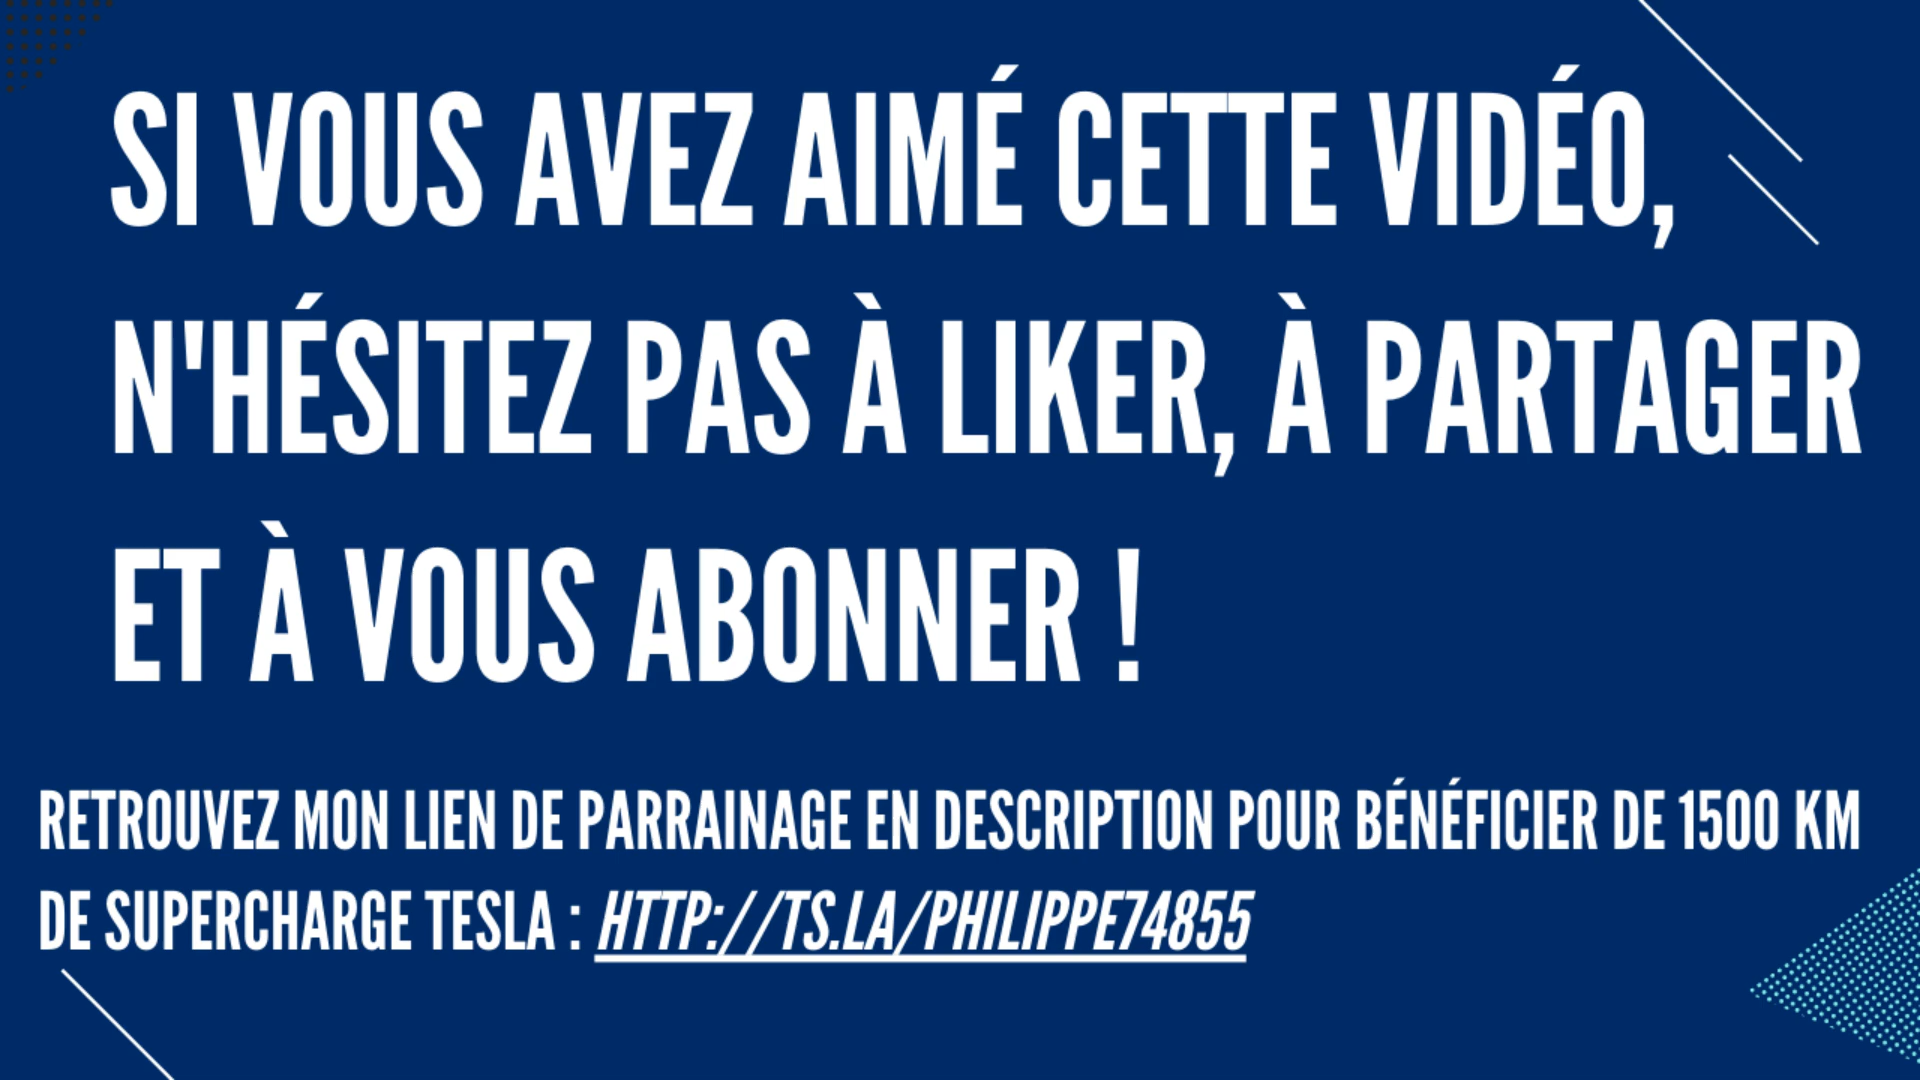 SI VOUS AVEZ AIMÉ CETTE VIDÉO,
N'HÉSITEZ PAS À LIKER, À PARTAGER
ET À VOUS ABONNER !
RETROUVEZ MON LIEN DE PARRAINAGE EN DESCRIPTION POUR BÉNÉFICIER DE 1500 KM
DE SUPERCHARGE TESLA : HTTP://TS.LA/PHILIPPE74855